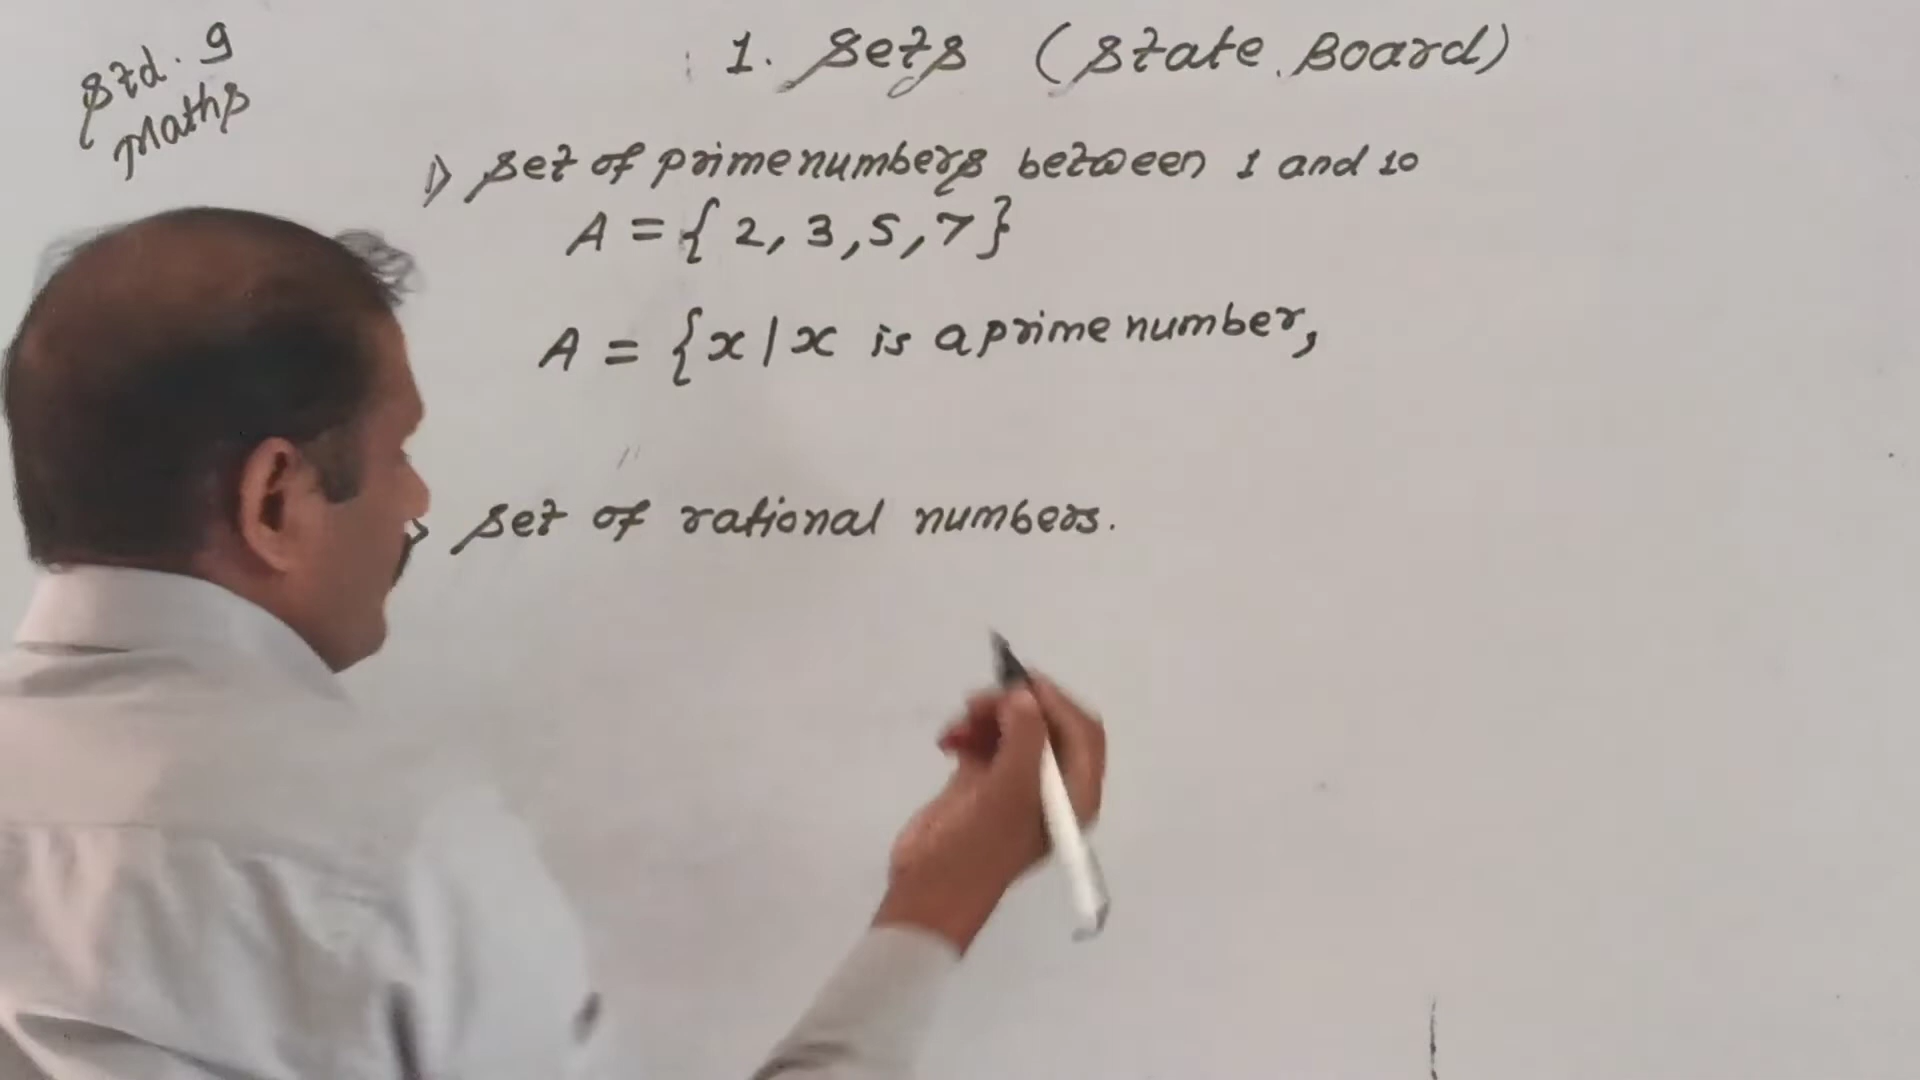 Std. 9
Maths
1. Sets (State Board)
1) Set of prime numbers between 1 and 10
A = { 2, 3, 5, 7 }
A = { x / x is a prime number,
> Set of rational numbers.